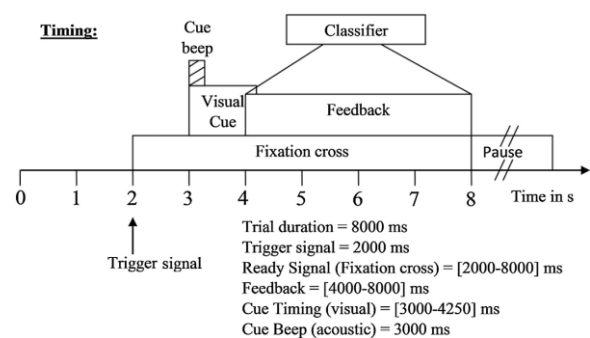 Timing:
Cue
beep
Classifier
Visual
Cue
Feedback
Fixation cross
Pause
0 1 2 3 4 5 6 7 8 Time in s
Trigger signal
Trial duration = 8000 ms
Trigger signal = 2000 ms
Ready Signal (Fixation cross) = [2000-8000] ms
Feedback = [4000-8000] ms
Cue Timing (visual) = [3000-4250] ms
Cue Beep (acoustic) = 3000 ms